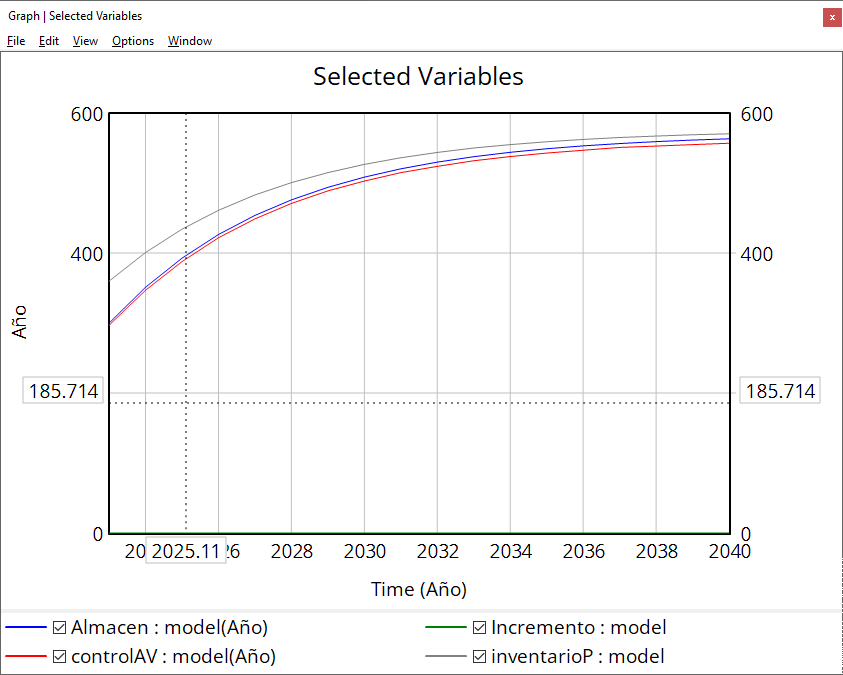 Graph | Selected Variables
x
File Edit View Options Window
Selected Variables
600 600
400 400
Año
185.714 185.714
0 0
20 2025.11 26 2028 2030 2032 2034 2036 2038 2040
Time (Año)
Almacen : model(Año) Incremento : model
controlAV : model(Año) inventarioP : model